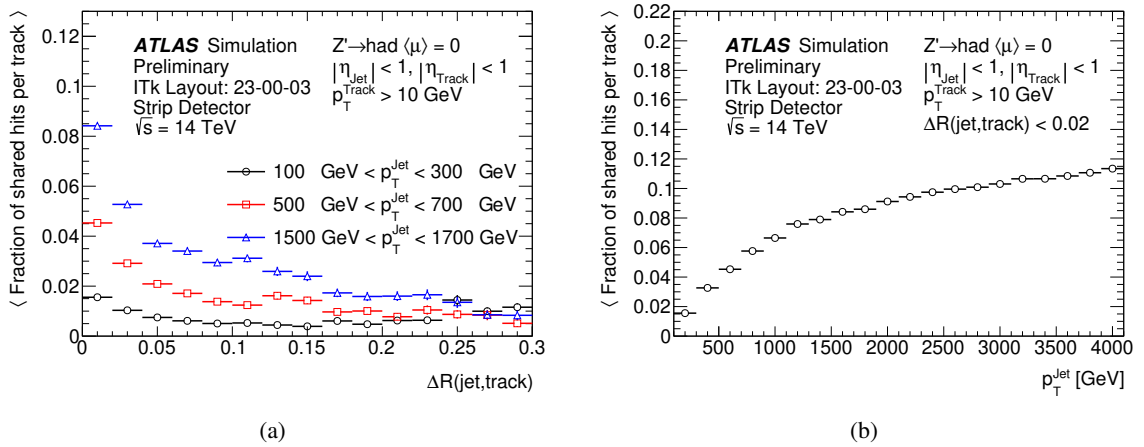 ⟨ Fraction of shared hits per track ⟩
0.12
0.1
0.08
0.06
0.04
0.02
0
ATLAS Simulation
Preliminary
ITk Layout: 23-00-03
Strip Detector
√s = 14 TeV
Z'→had ⟨μ⟩ = 0
|η_Jet| < 1, |η_Track| < 1
p_T^Track > 10 GeV
100 GeV < p_T^Jet < 300 GeV
500 GeV < p_T^Jet < 700 GeV
1500 GeV < p_T^Jet < 1700 GeV
0 0.05 0.1 0.15 0.2 0.25 0.3
ΔR(jet,track)
(a)
⟨ Fraction of shared hits per track ⟩
0.22
0.2
0.18
0.16
0.14
0.12
0.1
0.08
0.06
0.04
0.02
0
ATLAS Simulation
Preliminary
ITk Layout: 23-00-03
Strip Detector
√s = 14 TeV
Z'→had ⟨μ⟩ = 0
|η_Jet| < 1, |η_Track| < 1
p_T^Track > 10 GeV
ΔR(jet,track) < 0.02
500 1000 1500 2000 2500 3000 3500 4000
p_T^Jet [GeV]
(b)